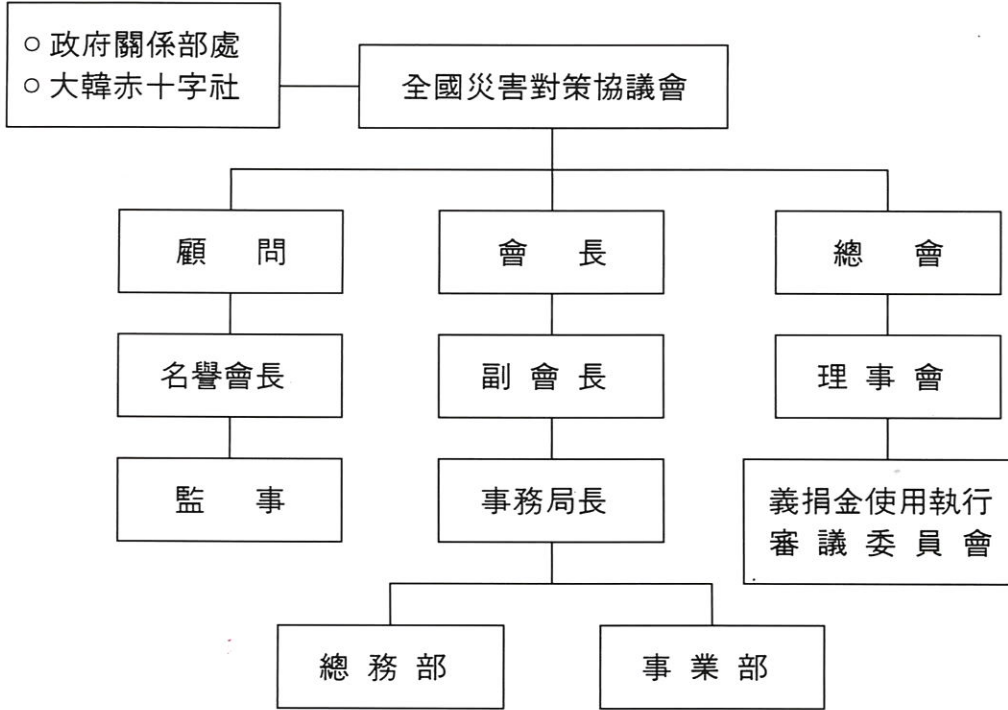 ○ 政府關係部處
○ 大韓赤十字社
全國災害對策協議會
顧 問
會 長
總 會
名譽會長
副 會 長
理 事 會
監 事
事務局長
義捐金使用執行
審 議 委 員 會
總 務 部
事 業 部